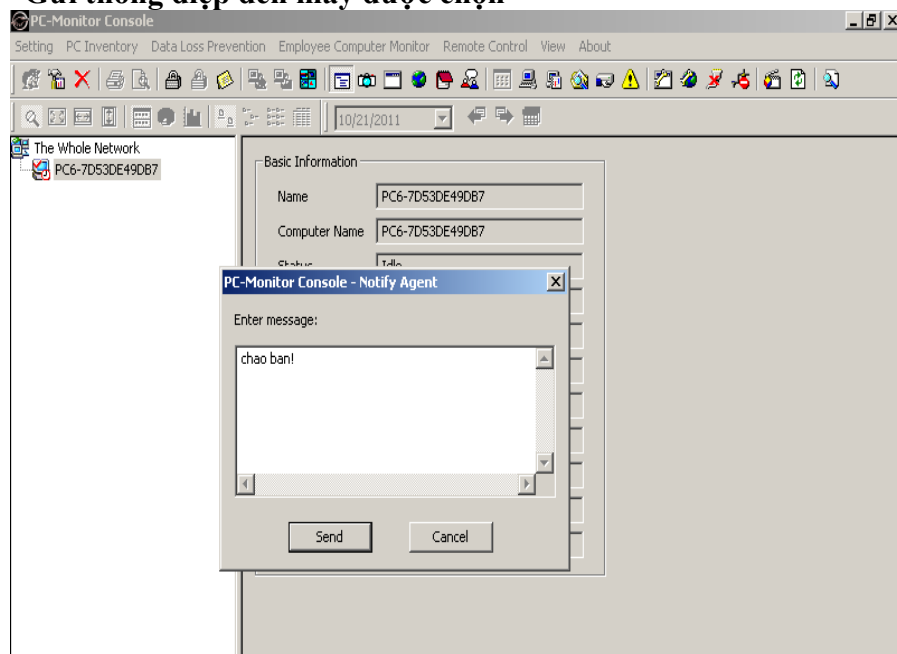 Gửi thông điệp đến máy được chọn
PC-Monitor Console
Setting PC Inventory Data Loss Prevention Employee Computer Monitor Remote Control View About
10/21/2011
The Whole Network
PC6-7D53DE49DB7
Basic Information
Name PC6-7D53DE49DB7
Computer Name PC6-7D53DE49DB7
Status Idle
PC-Monitor Console - Notify Agent
Enter message:
chao ban!
Send Cancel